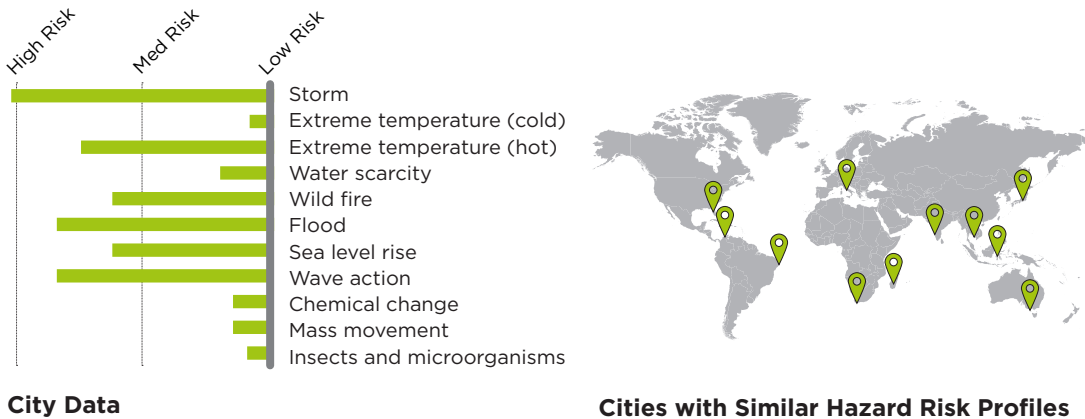 High Risk
Med Risk
Low Risk
Storm
Extreme temperature (cold)
Extreme temperature (hot)
Water scarcity
Wild fire
Flood
Sea level rise
Wave action
Chemical change
Mass movement
Insects and microorganisms
City Data
Cities with Similar Hazard Risk Profiles